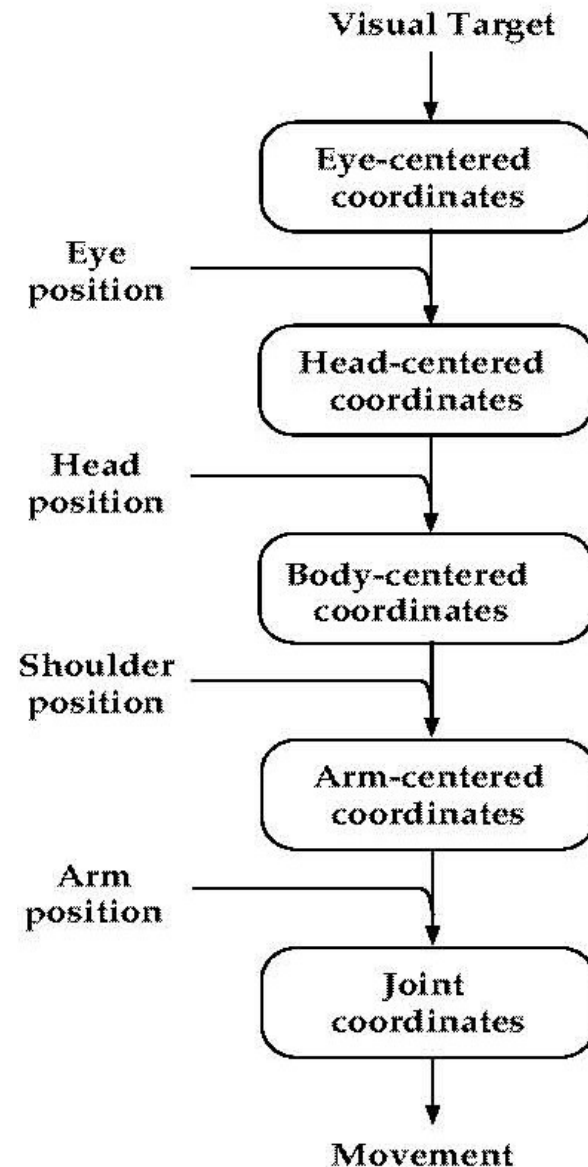 Visual Target
Eye-centered
coordinates
Eye
position
Head-centered
coordinates
Head
position
Body-centered
coordinates
Shoulder
position
Arm-centered
coordinates
Arm
position
Joint
coordinates
Movement